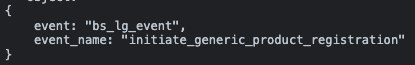 {
event: "bs_lg_event",
event_name: "initiate_generic_product_registration"
}